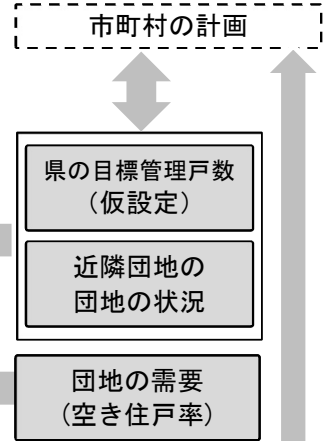 市町村の計画
県の目標管理戸数
（仮設定）
近隣団地の
団地の状況
団地の需要
（空き住戸率）